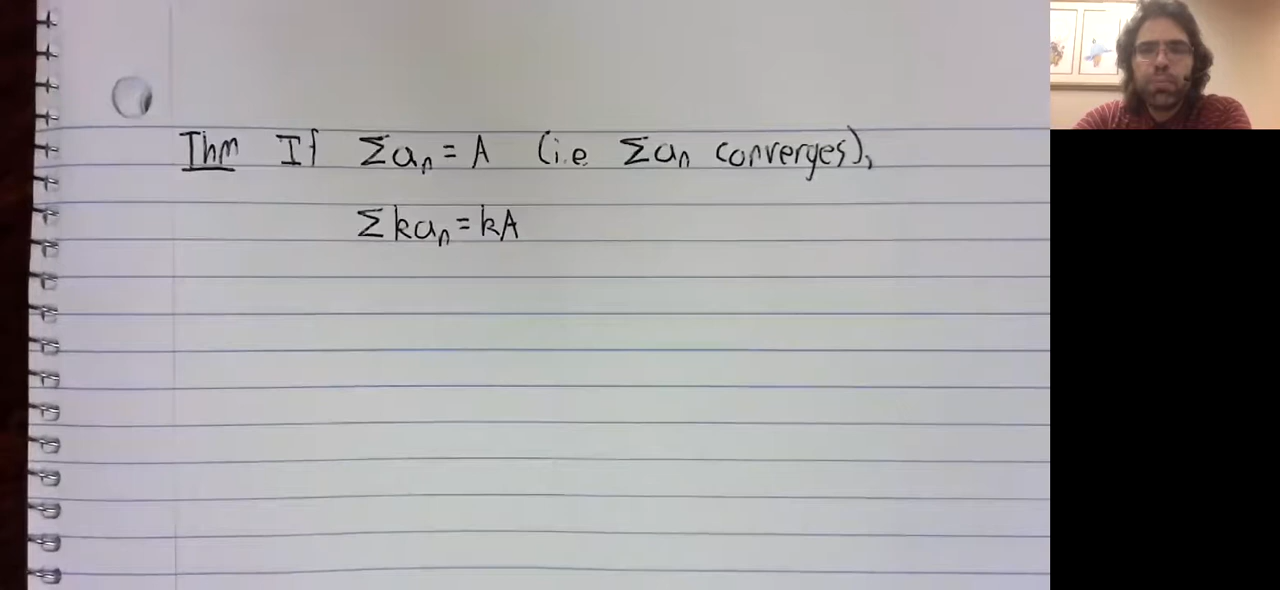 Thm If Σaₙ = A (i.e Σaₙ converges),
Σkaₙ = kA